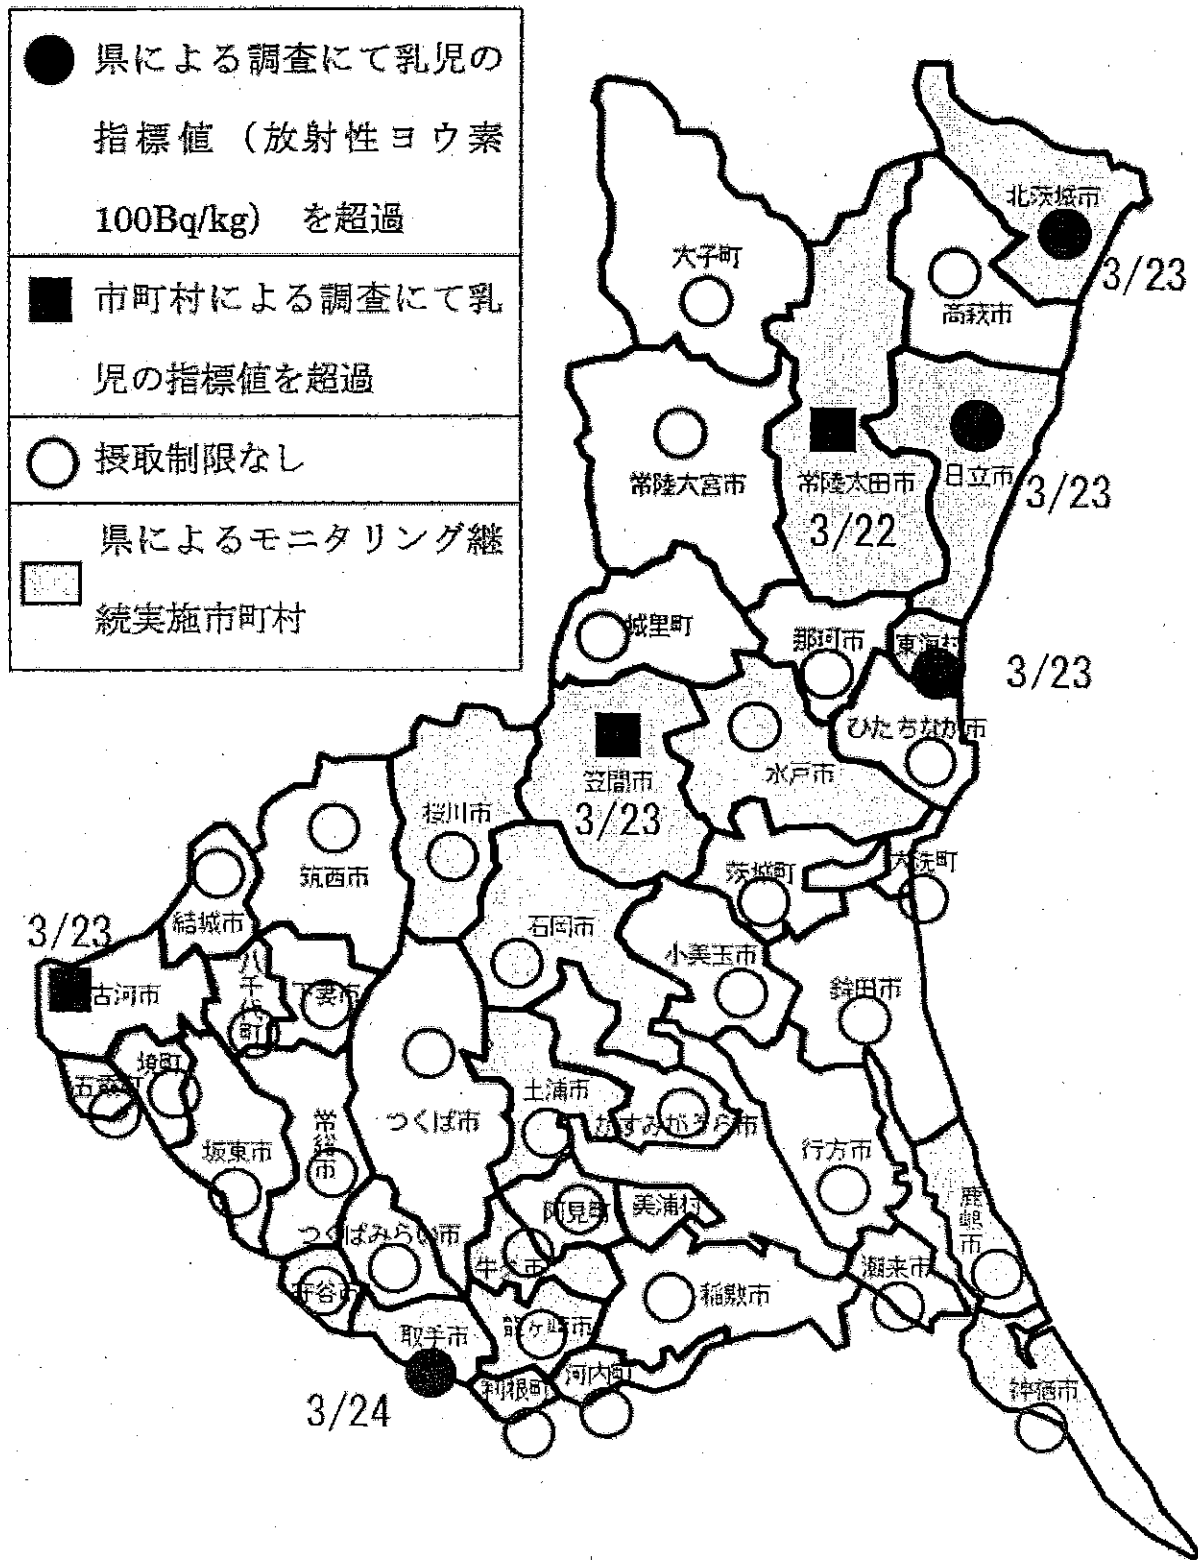 県による調査にて乳児の
指標値（放射性ヨウ素
100Bq/kg） を超過
市町村による調査にて乳
児の指標値を超過
摂取制限なし
県によるモニタリング継
続実施市町村
北茨城市
3/23
大子町
高萩市
常陸大宮市
常陸太田市
3/22
日立市
3/23
城里町
那珂市
東海村
3/23
ひたちなか市
笠間市
3/23
水戸市
桜川市
筑西市
茨城町
大洗町
結城市
3/23
古河市
石岡市
小美玉市
八千代町
下妻市
鉾田市
境町
五霞町
土浦市
かすみがうら市
つくば市
常総市
坂東市
行方市
阿見町
美浦村
鹿嶋市
つくばみらい市
牛久市
潮来市
守谷市
稲敷市
取手市
龍ケ崎市
3/24
利根町
河内町
神栖市